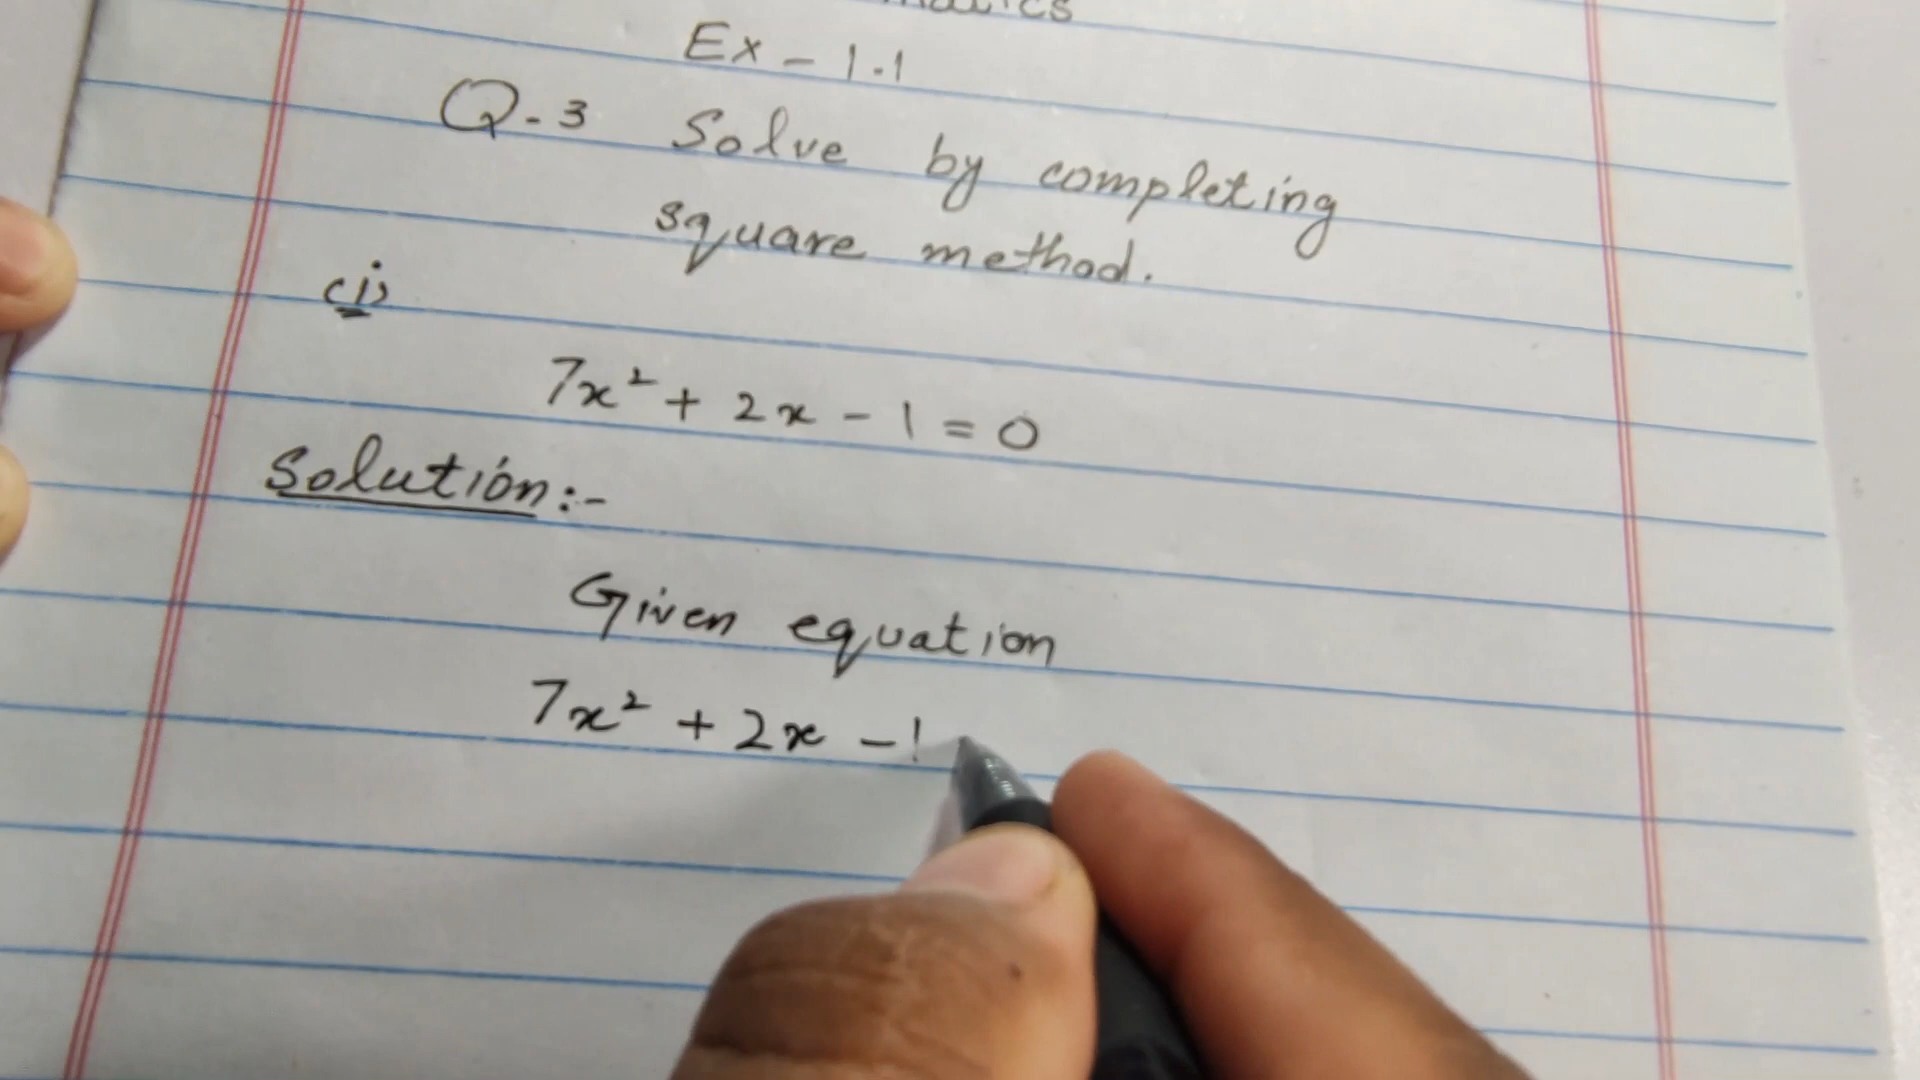 Ex - 1.1
Q.3 Solve by completing
square method.
(i)
7x² + 2x - 1 = 0
Solution:-
Given equation
7x² + 2x - 1